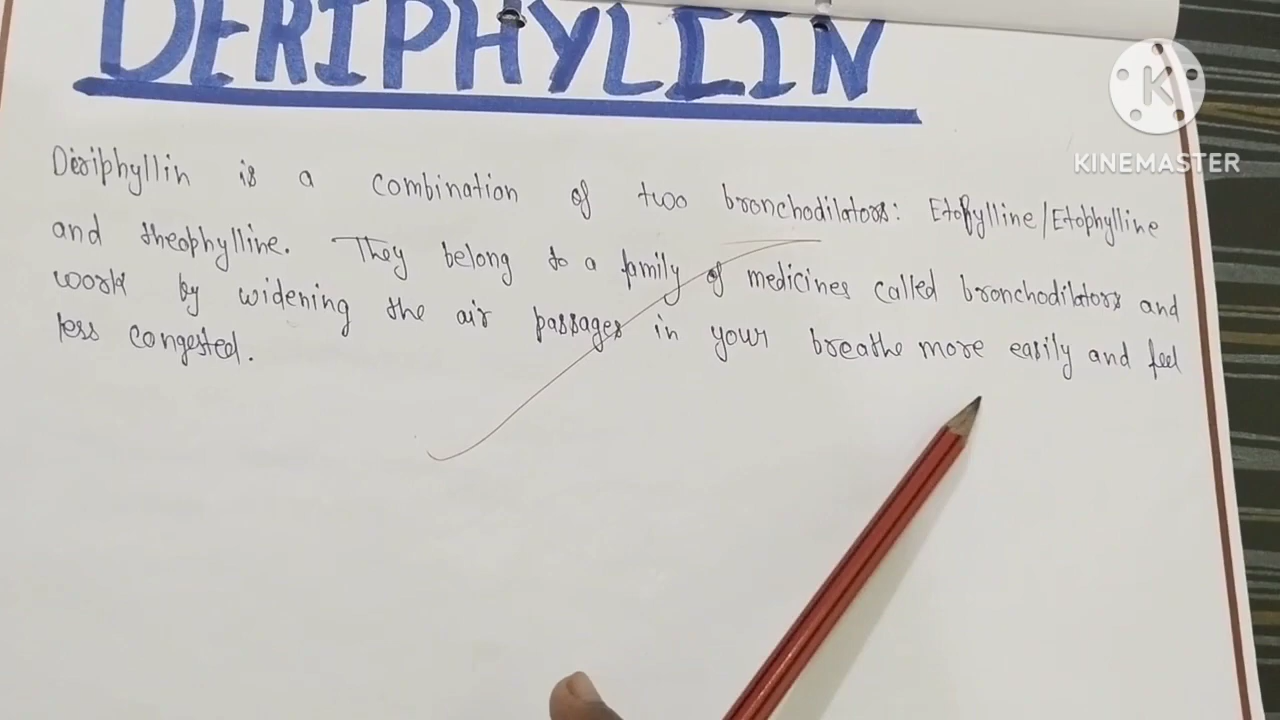 DERIPHYLLIN
Deriphyllin is a combination of two bronchodilators: Etofylline/Etophylline
and theophylline. They belong to a family of medicines called bronchodilators and
work by widening the air passages in your breathe more easily and feel
less congested.
K
KINEMASTER